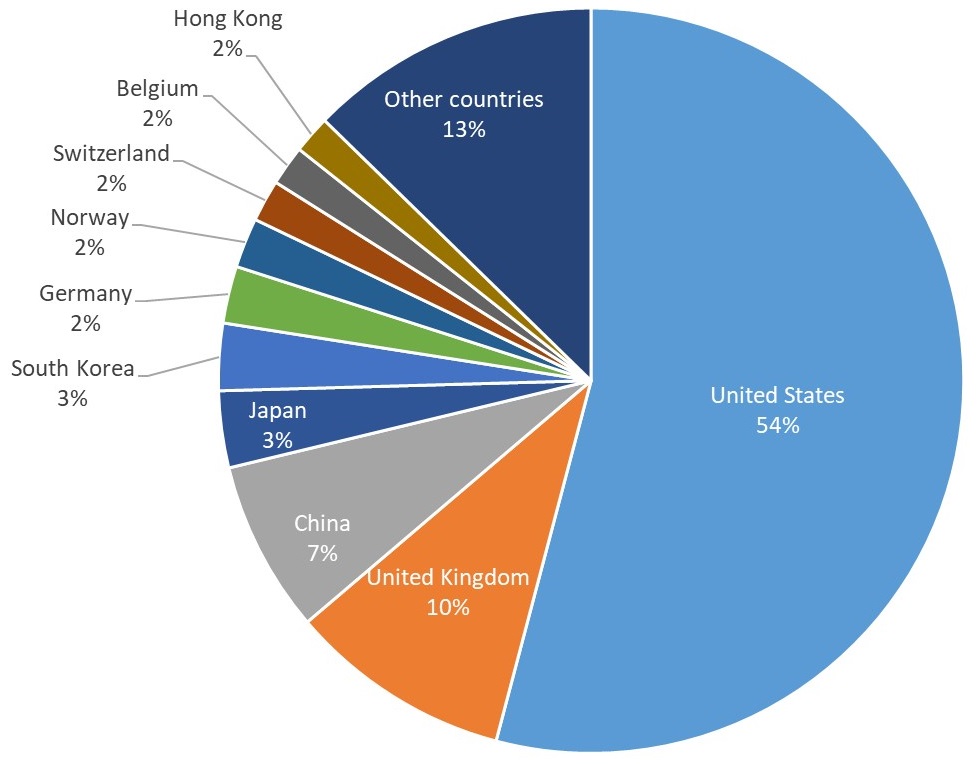 Hong Kong
2%
Belgium
2%
Switzerland
2%
Norway
2%
Germany
2%
South Korea
3%
Other countries
13%
United States
54%
Japan
3%
China
7%
United Kingdom
10%